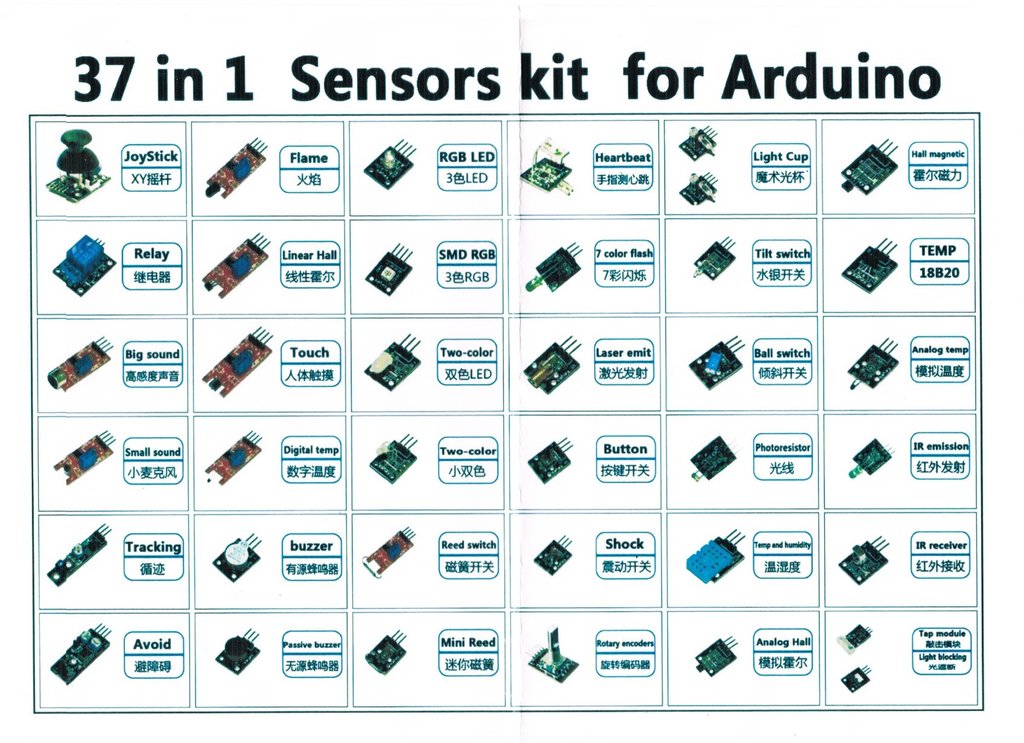 37 in 1 Sensors kit for Arduino
JoyStick
XY摇杆
Flame
火焰
RGB LED
3色LED
Heartbeat
手指测心跳
Light Cup
魔术光杯
Hall magnetic
霍尔磁力
Relay
继电器
Linear Hall
线性霍尔
SMD RGB
3色RGB
7 color flash
7彩闪烁
Tilt switch
水银开关
TEMP
18B20
Big sound
高感度声音
Touch
人体触摸
Two-color
双色LED
Laser emit
激光发射
Ball switch
倾斜开关
Analog temp
模拟温度
Small sound
小麦克风
Digital temp
数字温度
Two-color
小双色
Button
按键开关
Photoresistor
光线
IR emission
红外发射
Tracking
循迹
buzzer
有源蜂鸣器
Reed switch
磁簧开关
Shock
震动开关
Temp and humidity
温湿度
IR receiver
红外接收
Avoid
避障碍
Passive buzzer
无源蜂鸣器
Mini Reed
迷你磁簧
Rotary encoders
旋转编码器
Analog Hall
模拟霍尔
Tap module
敲击模块
Light blocking
光遮断